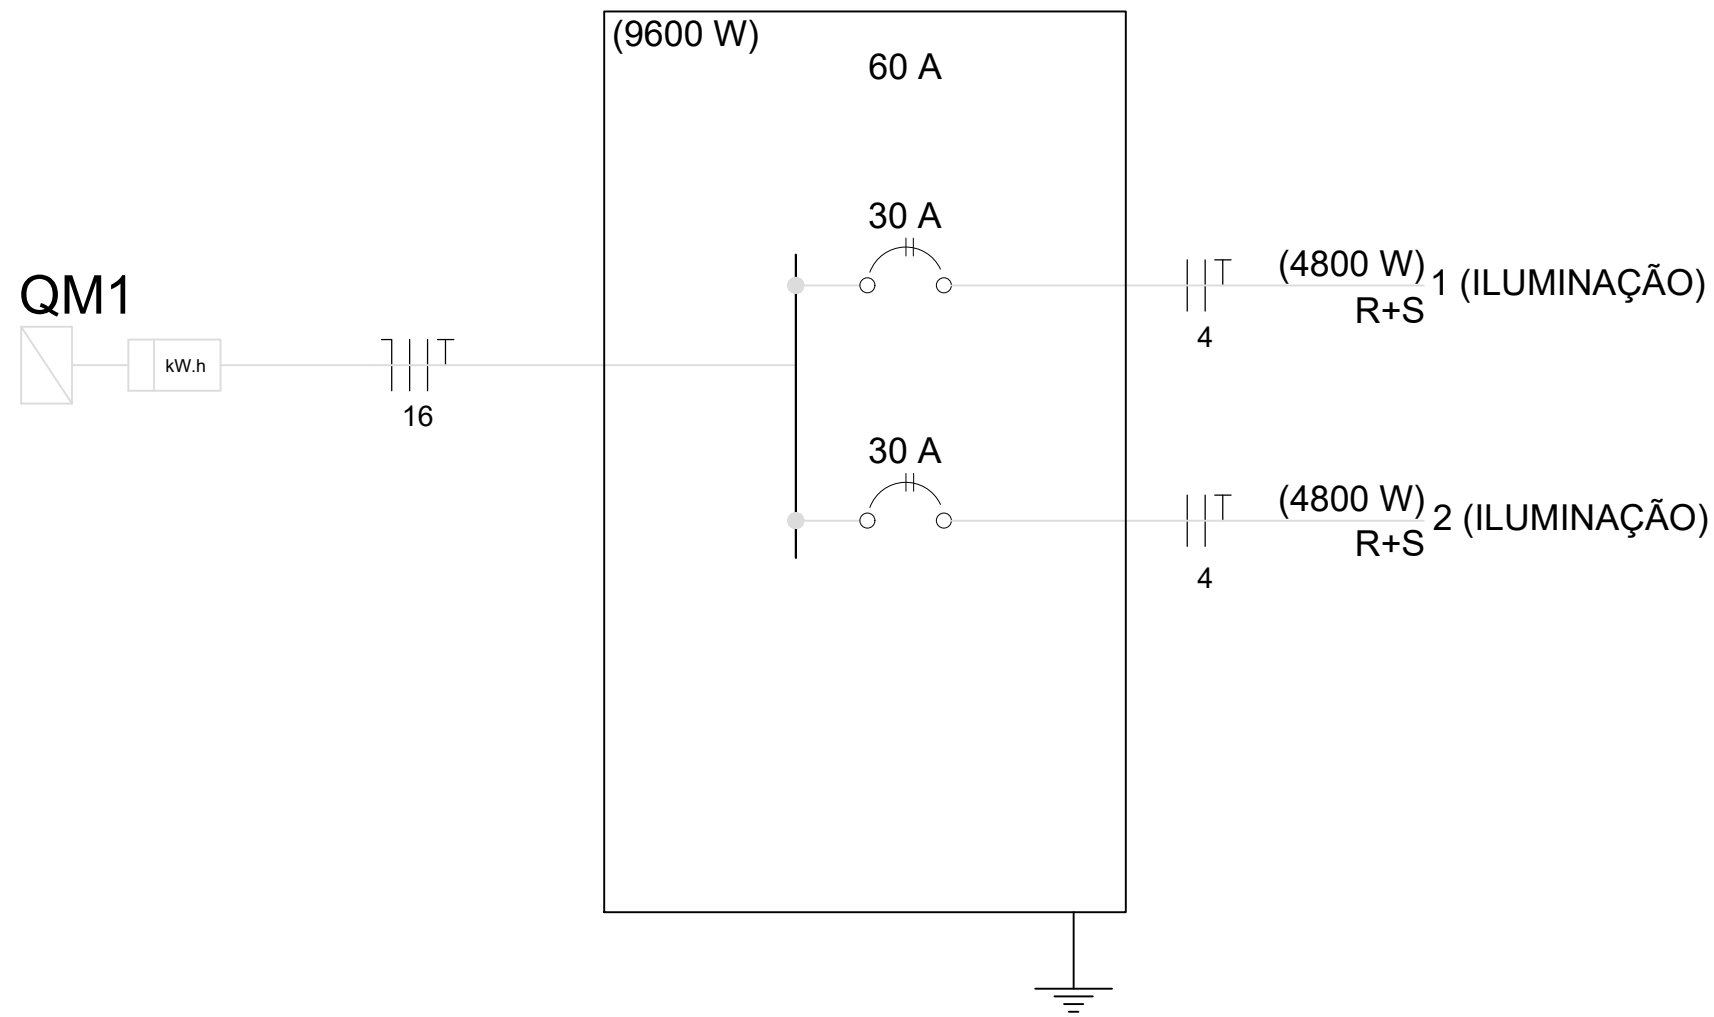 (9600 W)
60 A
30 A
(4800 W)
1 (ILUMINAÇÃO)
R+S
4
QM1
kW.h
16
30 A
(4800 W)
2 (ILUMINAÇÃO)
R+S
4